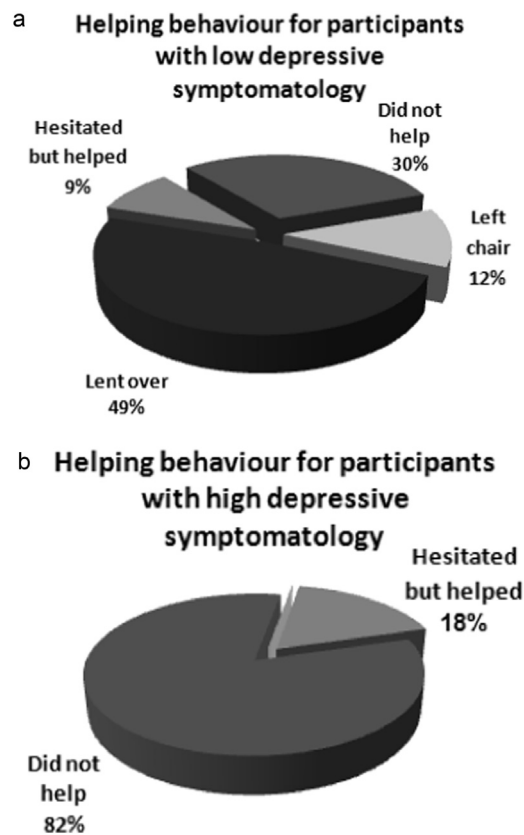 a
Helping behaviour for participants
with low depressive
symptomatology
Hesitated
but helped
9%
Did not
help
30%
Left
chair
12%
Lent over
49%
b
Helping behaviour for participants
with high depressive
symptomatology
Hesitated
but helped
18%
Did not
help
82%